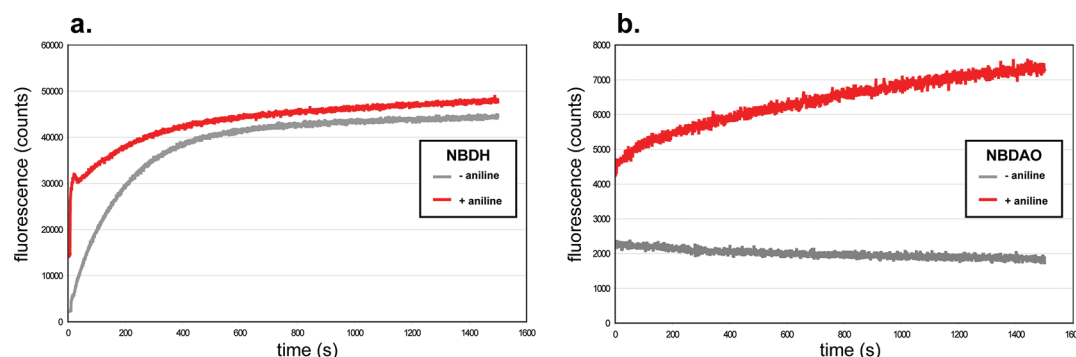 a.
60000
50000
40000
30000
20000
10000
0
fluorescence (counts)
0 200 400 600 800 1000 1200 1400 1600
time (s)
NBDH
- aniline
+ aniline
b.
8000
7000
6000
5000
4000
3000
2000
1000
0
fluorescence (counts)
0 200 400 600 800 1000 1200 1400 160
time (s)
NBDAO
- aniline
+ aniline